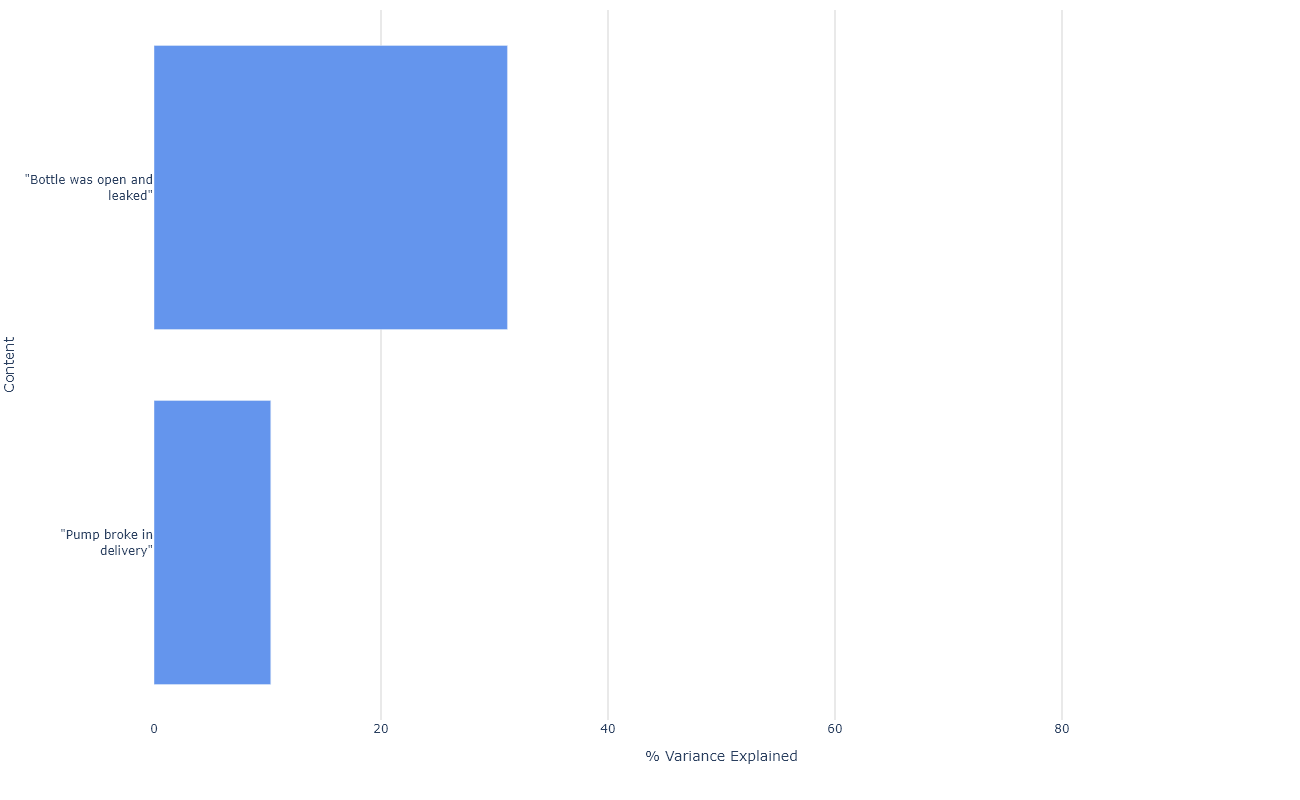 "Bottle was open and
leaked"
Content
"Pump broke in
delivery"
0 20 40 60 80
% Variance Explained